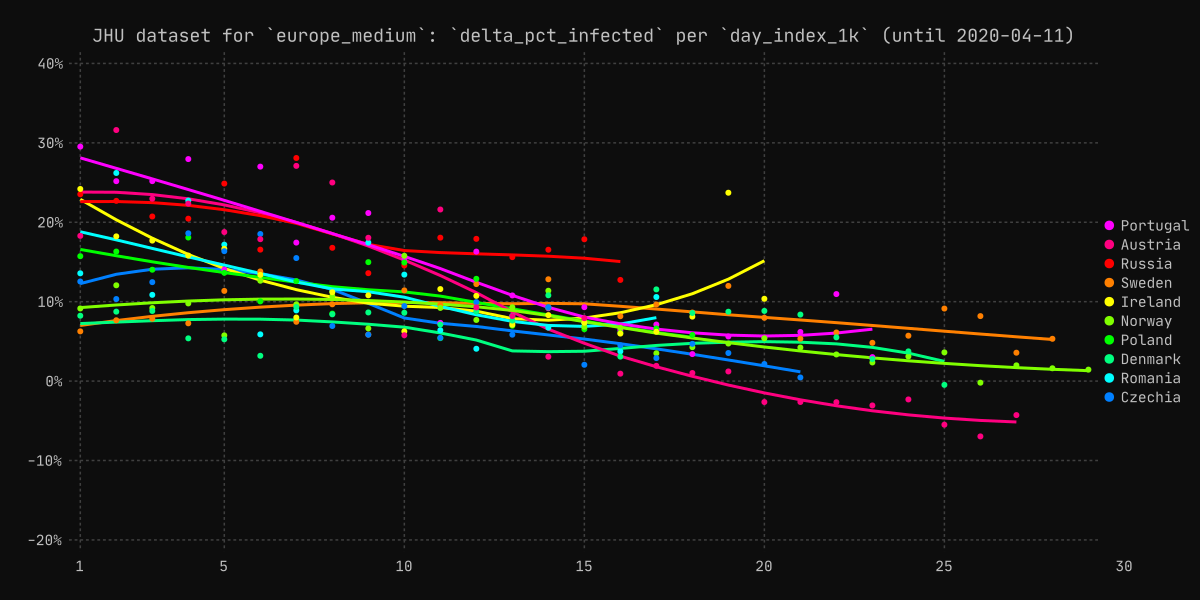 JHU dataset for `europe_medium`: `delta_pct_infected` per `day_index_1k` (until 2020-04-11)
40%
30%
20%
10%
0%
-10%
-20%
1 5 10 15 20 25 30
Portugal
Austria
Russia
Sweden
Ireland
Norway
Poland
Denmark
Romania
Czechia